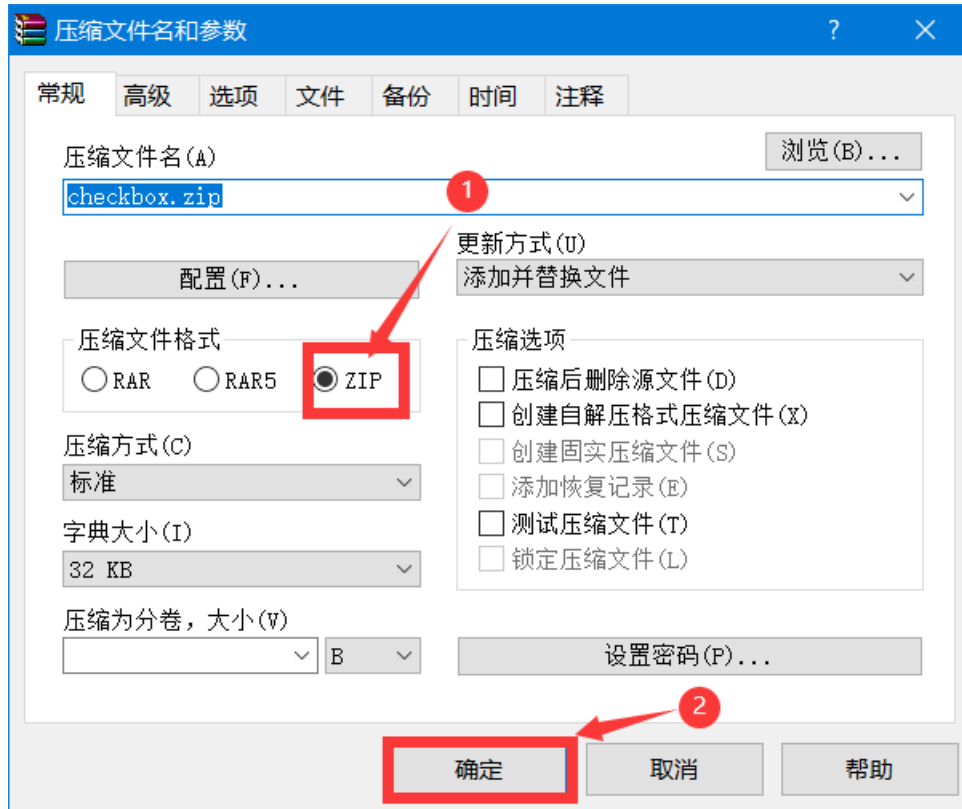 压缩文件名和参数
常规 高级 选项 文件 备份 时间 注释
压缩文件名(A)
浏览(B)...
checkbox.zip
1
更新方式(U)
配置(F)...
添加并替换文件
压缩文件格式
RAR RAR5 ZIP
压缩选项
压缩后删除源文件(D)
创建自解压格式压缩文件(X)
创建固实压缩文件(S)
添加恢复记录(E)
测试压缩文件(T)
锁定压缩文件(L)
压缩方式(C)
标准
字典大小(I)
32 KB
压缩为分卷，大小(V)
B
设置密码(P)...
2
确定 取消 帮助